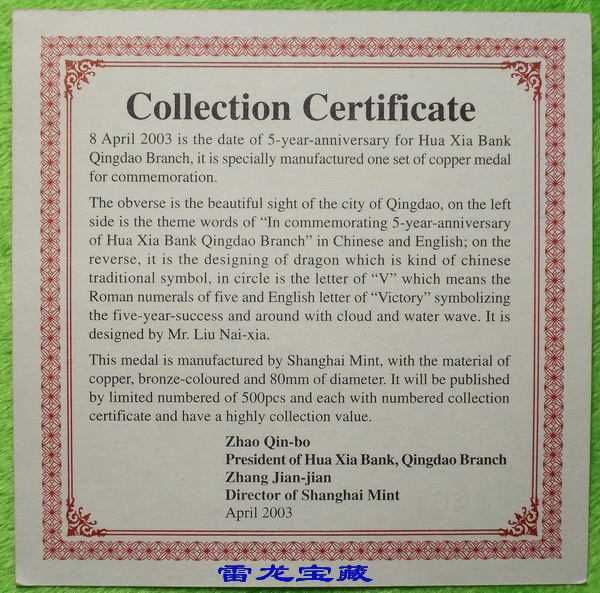 Collection Certificate
8 April 2003 is the date of 5-year-anniversary for Hua Xia Bank
Qingdao Branch, it is specially manufactured one set of copper medal
for commemoration.
The obverse is the beautiful sight of the city of Qingdao, on the left
side is the theme words of “In commemorating 5-year-anniversary
of Hua Xia Bank Qingdao Branch” in Chinese and English; on the
reverse, it is the designing of dragon which is kind of chinese
traditional symbol, in circle is the letter of “V” which means the
Roman numerals of five and English letter of “Victory” symbolizing
the five-year-success and around with cloud and water wave. It is
designed by Mr. Liu Nai-xia.
This medal is manufactured by Shanghai Mint, with the material of
copper, bronze-coloured and 80mm of diameter. It will be published
by limited numbered of 500pcs and each with numbered collection
certificate and have a highly collection value.
Zhao Qin-bo
President of Hua Xia Bank, Qingdao Branch
Zhang Jian-jian
Director of Shanghai Mint
April 2003
雷龙宝藏